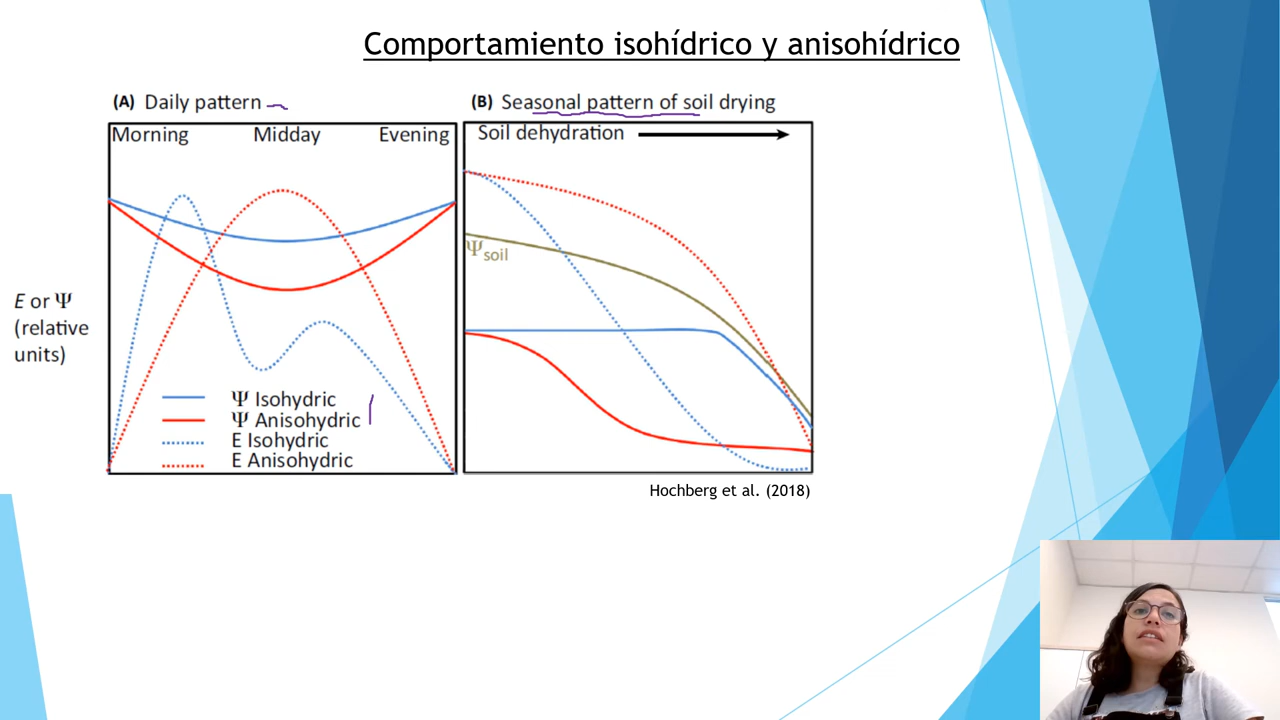 Comportamiento isohídrico y anisohídrico
(A) Daily pattern
(B) Seasonal pattern of soil drying
Morning Midday Evening
Soil dehydration
Ψsoil
E or Ψ
(relative
units)
Ψ Isohydric
Ψ Anisohydric
E Isohydric
E Anisohydric
Hochberg et al. (2018)